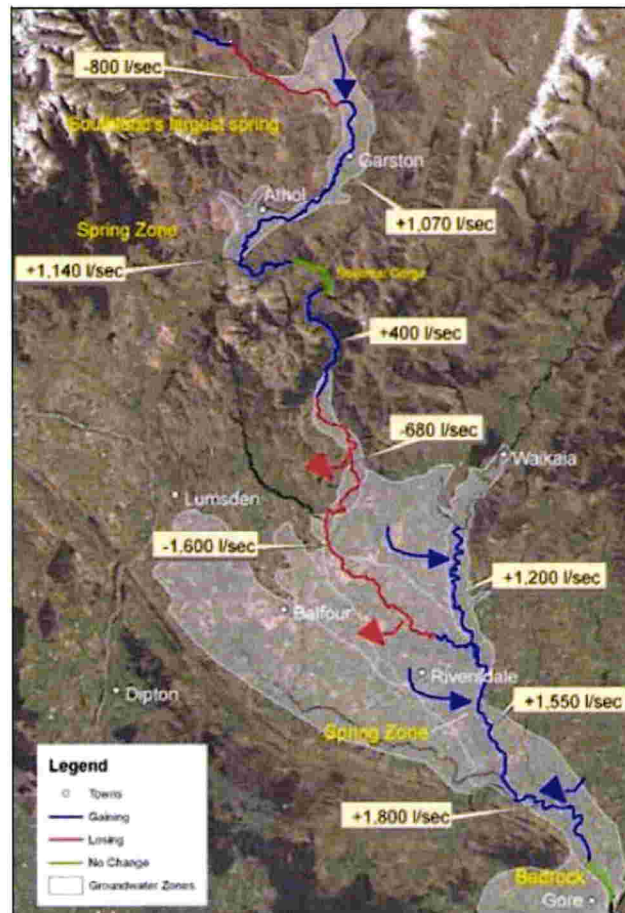 -800 l/sec
Southland's largest spring
Garston
Athol
+1,070 l/sec
Spring Zone
+1,140 l/sec
+400 l/sec
-680 l/sec
Waikaia
Lumsden
-1,600 l/sec
+1,200 l/sec
Balfour
Riversdale
Dipton
+1,550 l/sec
Spring Zone
Legend
Towns
Gaining
Losing
No Change
Groundwater Zones
+1,800 l/sec
Bedrock
Gore